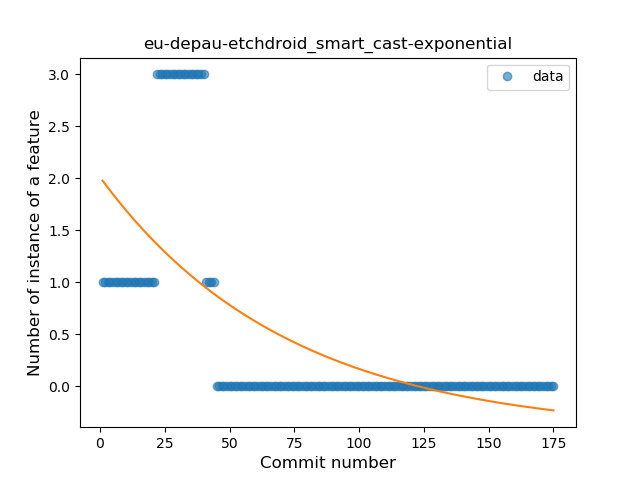 eu-depau-etchdroid_smart_cast-exponential
data
Number of instance of a feature
3.0
2.5
2.0
1.5
1.0
0.5
0.0
0 25 50 75 100 125 150 175
Commit number